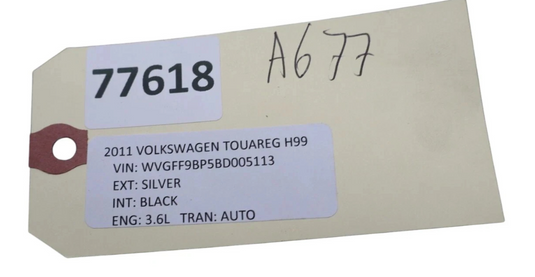 77618
A677
2011 VOLKSWAGEN TOUAREG H99
VIN: WVGFF9BP5BD005113
EXT: SILVER
INT: BLACK
ENG: 3.6L TRAN: AUTO